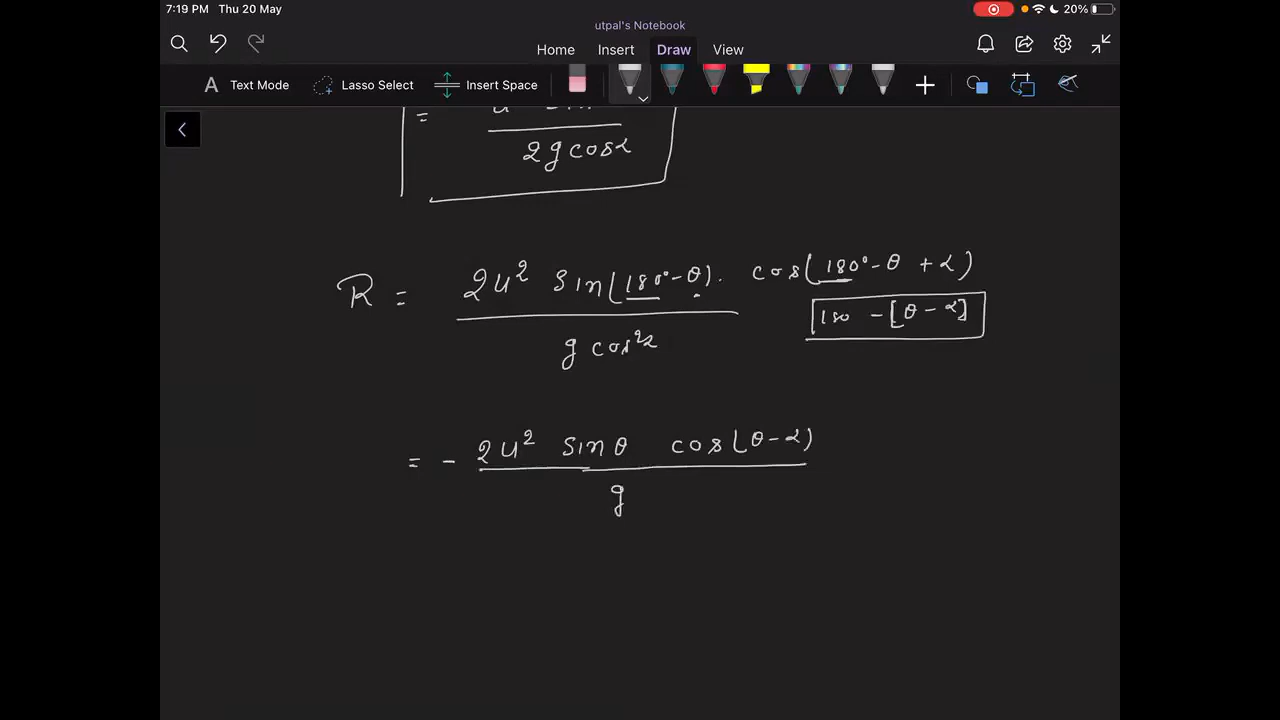 7:19 PM Thu 20 May
20%
utpal's Notebook
Home Insert Draw View
Text Mode Lasso Select Insert Space
=
2g cosα
R = 2u² sin(180°-θ). cos(180°-θ +α)
180 -[θ-α]
g cos²α
= - 2u² sinθ cos(θ-α)
g